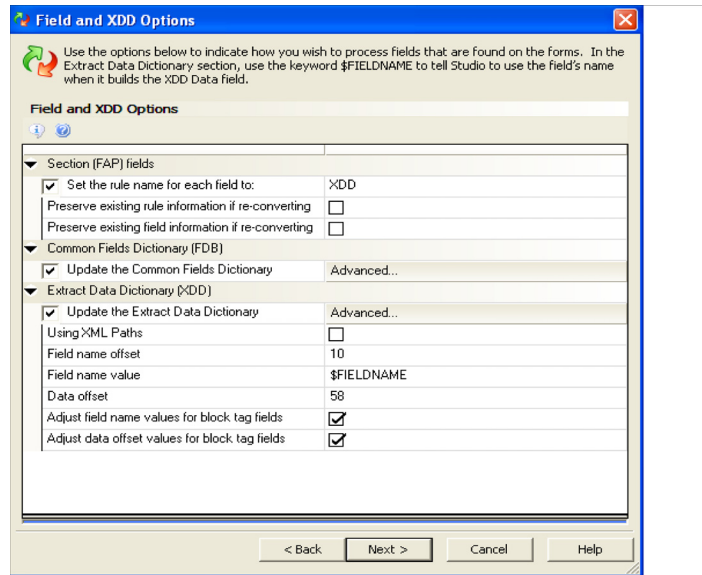 Field and XDD Options
Use the options below to indicate how you wish to process fields that are found on the forms. In the
Extract Data Dictionary section, use the keyword $FIELDNAME to tell Studio to use the field's name
when it builds the XDD Data field.
Field and XDD Options
Section (FAP) fields
Set the rule name for each field to: XDD
Preserve existing rule information if re-converting
Preserve existing field information if re-converting
Common Fields Dictionary (FDB)
Update the Common Fields Dictionary Advanced...
Extract Data Dictionary (XDD)
Update the Extract Data Dictionary Advanced...
Using XML Paths
Field name offset 10
Field name value $FIELDNAME
Data offset 58
Adjust field name values for block tag fields
Adjust data offset values for block tag fields
< Back Next > Cancel Help